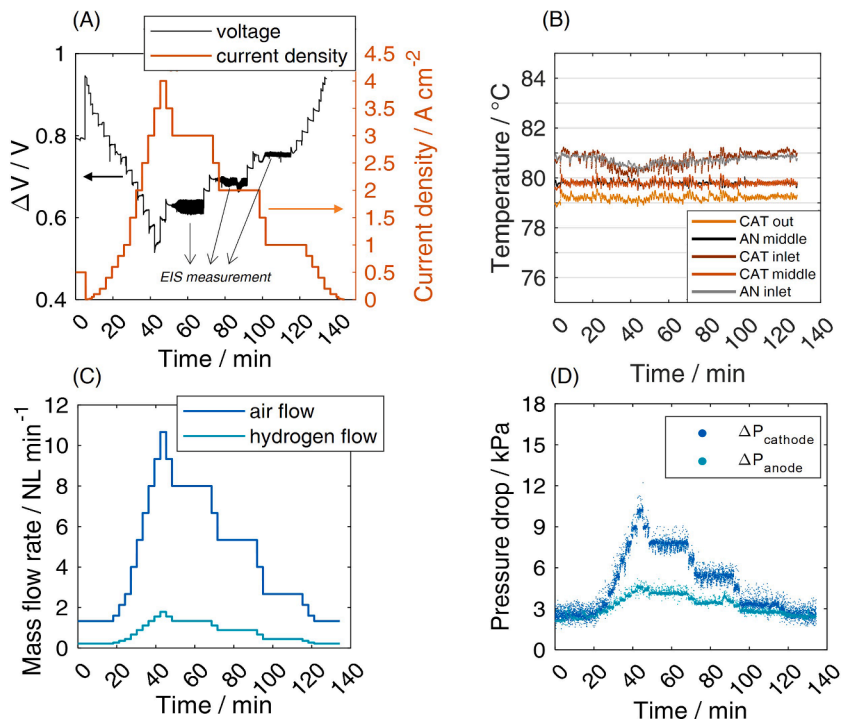 (A)
voltage
current density
ΔV / V
1
0.8
0.6
0.4
4.5
4
3.5
3
2.5
2
1.5
1
0.5
0
Current density / A cm-2
EIS measurement
0 20 40 60 80 100 120 140
Time / min
(B)
Temperature / °C
84
82
80
78
76
CAT out
AN middle
CAT inlet
CAT middle
AN inlet
0 20 40 60 80 100 120 140
Time / min
(C)
air flow
hydrogen flow
Mass flow rate / NL min-1
12
10
8
6
4
2
0
0 20 40 60 80 100 120 140
Time / min
(D)
ΔPcathode
ΔPanode
Pressure drop / kPa
18
15
12
9
6
3
0
0 20 40 60 80 100 120 140
Time / min